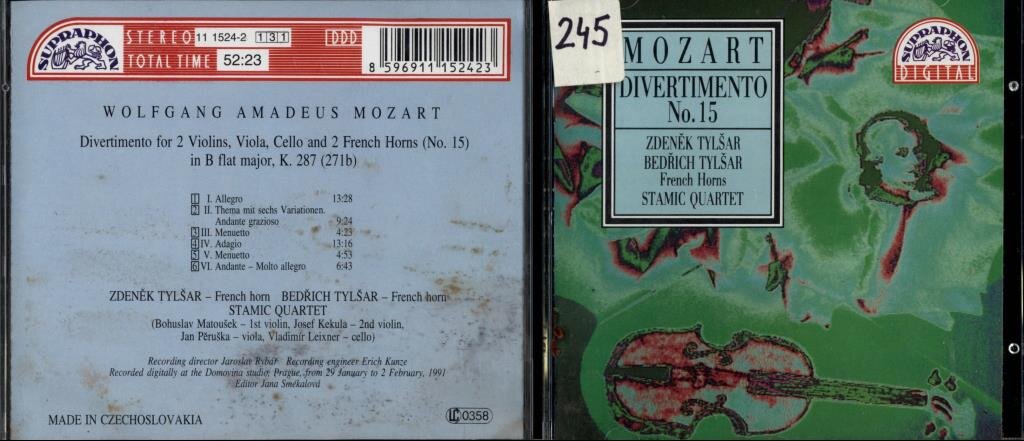 SUPRAPHON
STEREO 11 1524-2 131 DDD
TOTAL TIME 52:23
8 596911 152423
WOLFGANG AMADEUS MOZART
Divertimento for 2 Violins, Viola, Cello and 2 French Horns (No. 15)
in B flat major, K. 287 (271b)
1 I. Allegro 13:28
2 II. Thema mit sechs Variationen.
Andante grazioso 9:24
3 III. Menuetto 4:23
4 IV. Adagio 13:16
5 V. Menuetto 4:53
6 VI. Andante – Molto allegro 6:43
ZDENĚK TYLŠAR – French horn BEDŘICH TYLŠAR – French horn
STAMIC QUARTET
(Bohuslav Matoušek – 1st violin, Josef Kekula – 2nd violin,
Jan Pěruška – viola, Vladimír Leixner – cello)
Recording director Jaroslav Rybář Recording engineer Erich Kunze
Recorded digitally at the Domovina studio, Prague, from 29 January to 2 February, 1991
Editor Jana Smékalová
MADE IN CZECHOSLOVAKIA
LC 0358
245
MOZART
DIVERTIMENTO
No. 15
ZDENĚK TYLŠAR
BEDŘICH TYLŠAR
French Horns
STAMIC QUARTET
SUPRAPHON
DIGITAL